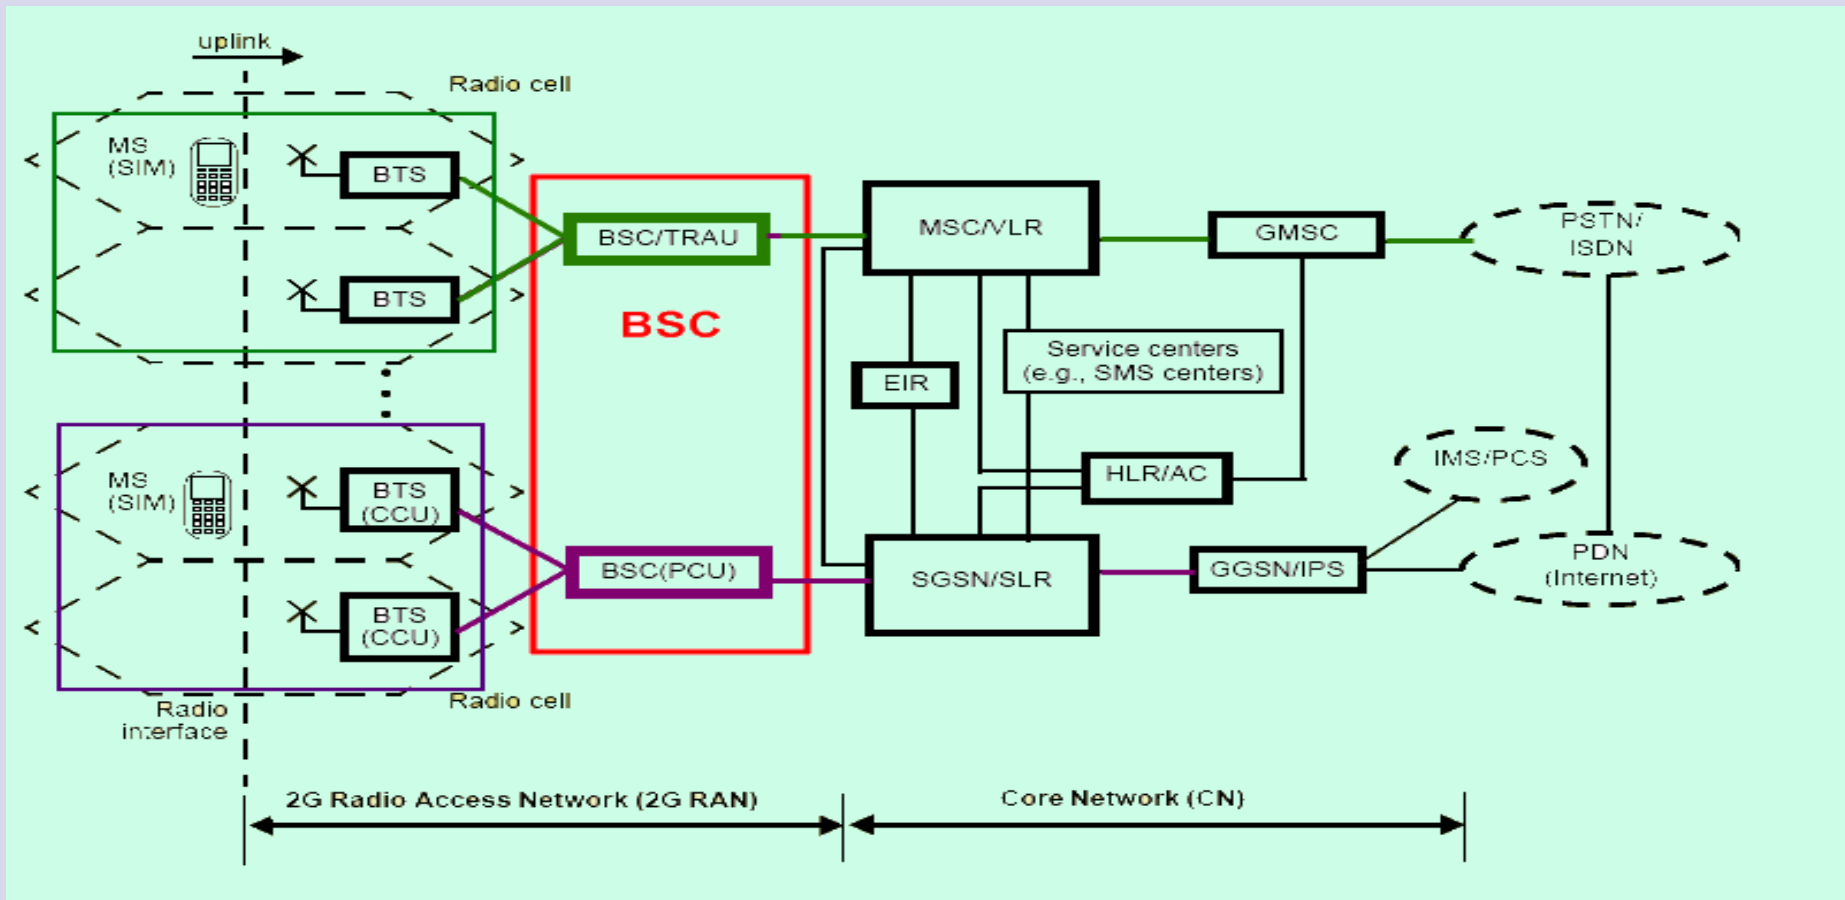 uplink
Radio cell
MS
(SIM)
BTS
BTS
BSC/TRAU
BSC
MSC/VLR
GMSC
PSTN/
ISDN
EIR
Service centers
(e.g., SMS centers)
HLR/AC
IMS/PCS
MS
(SIM)
BTS
(CCU)
BTS
(CCU)
BSC(PCU)
SGSN/SLR
GGSN/IPS
PDN
(Internet)
Radio cell
Radio
interface
2G Radio Access Network (2G RAN)
Core Network (CN)